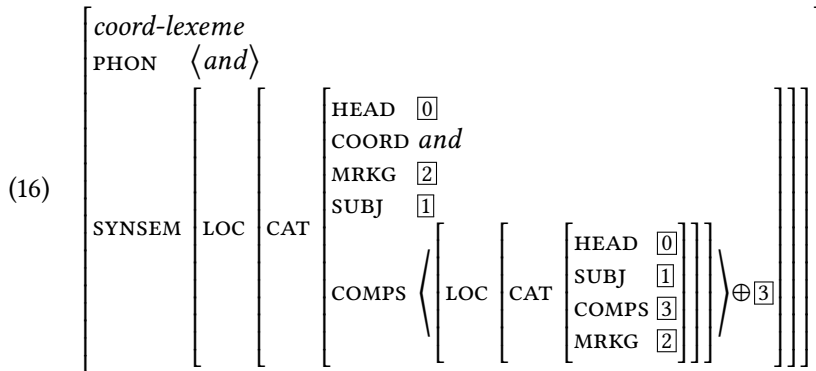 (16)
coord-lexeme
PHON ⟨and⟩
HEAD 0
COORD and
MRKG 2
SUBJ 1
SYNSEM LOC CAT
COMPS ⟨ LOC CAT
HEAD 0
SUBJ 1
COMPS 3
MRKG 2
⟩⊕3